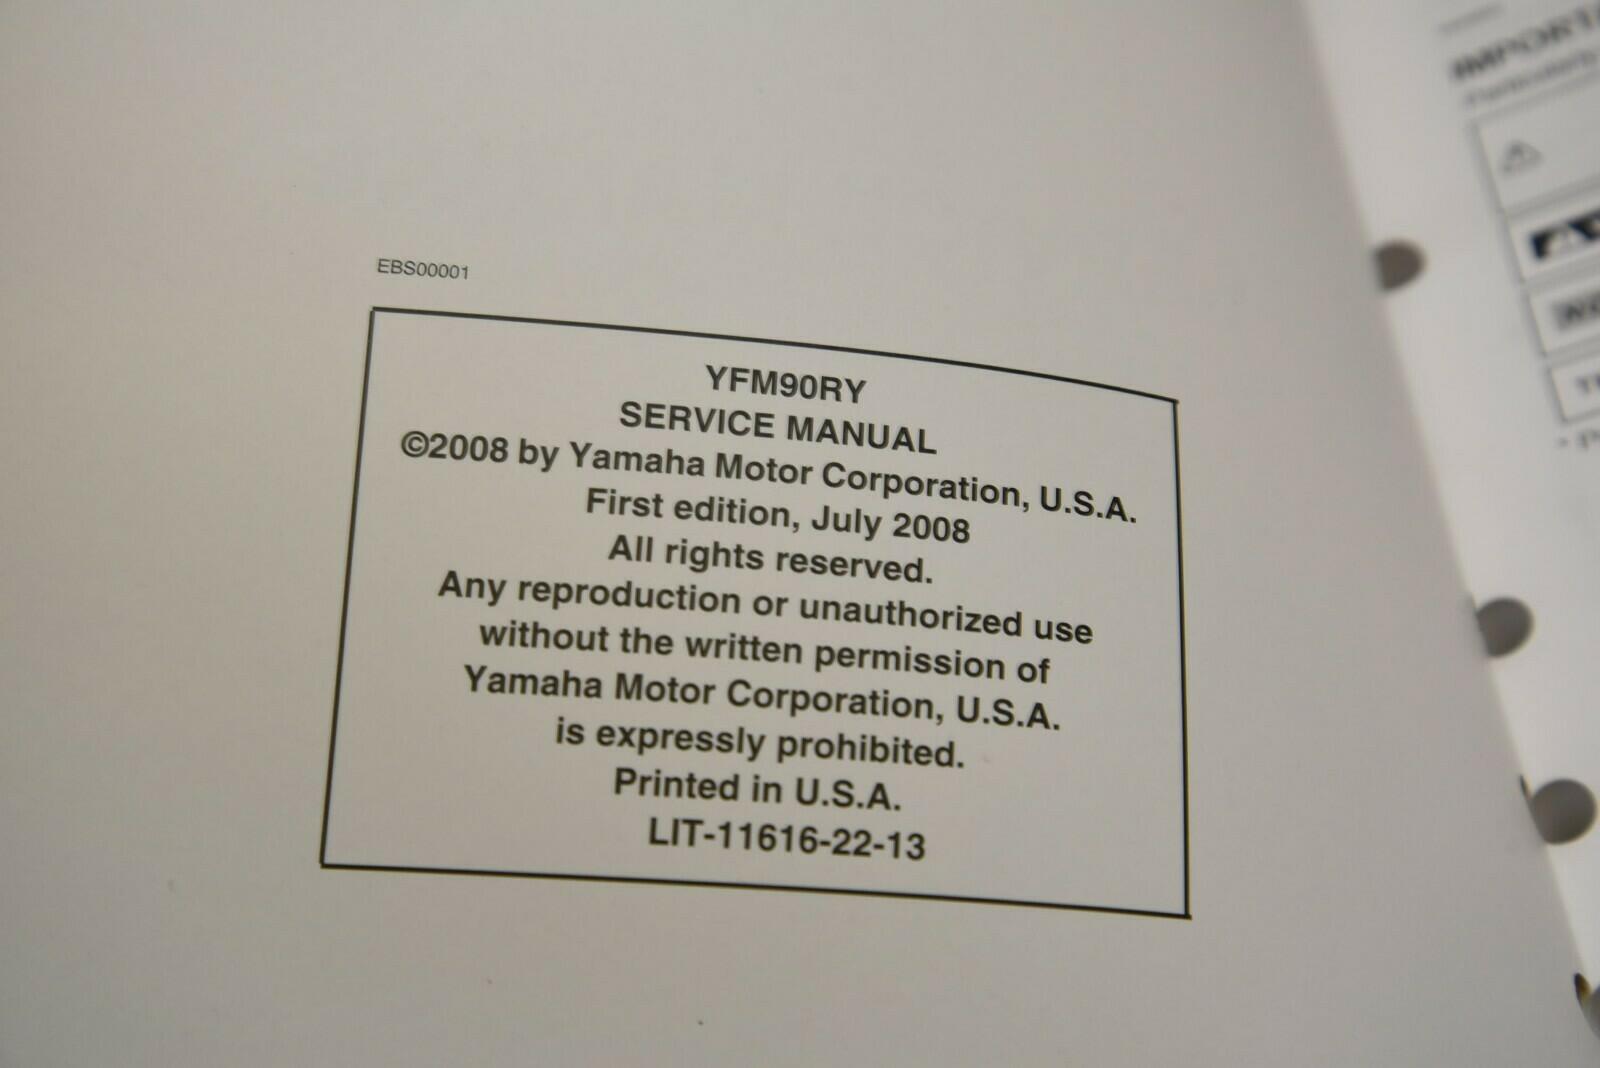 EBS00001
YFM90RY
SERVICE MANUAL
©2008 by Yamaha Motor Corporation, U.S.A.
First edition, July 2008
All rights reserved.
Any reproduction or unauthorized use
without the written permission of
Yamaha Motor Corporation, U.S.A.
is expressly prohibited.
Printed in U.S.A.
LIT-11616-22-13